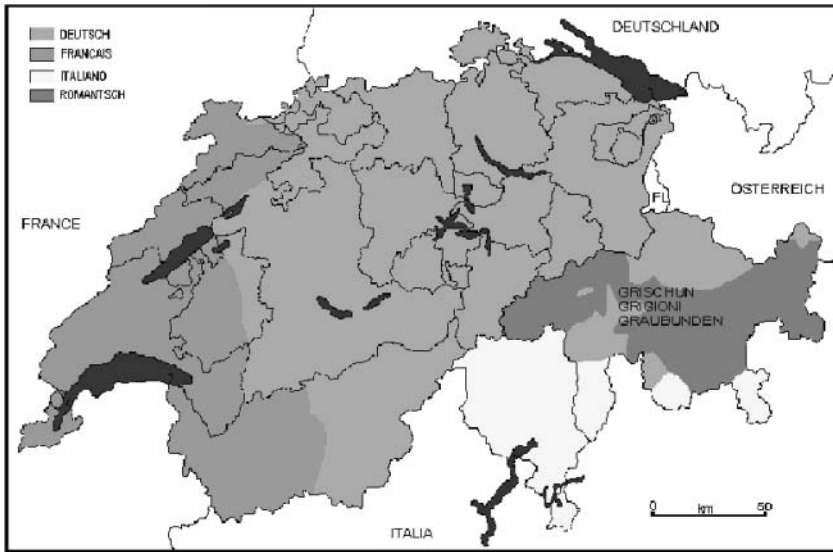 DEUTSCH
FRANCAIS
ITALIANO
ROMANTSCH
DEUTSCHLAND
FRANCE
ÖSTERREICH
FL
GRISCHUN
GRIGIONI
GRAUBUNDEN
ITALIA
0 km 50